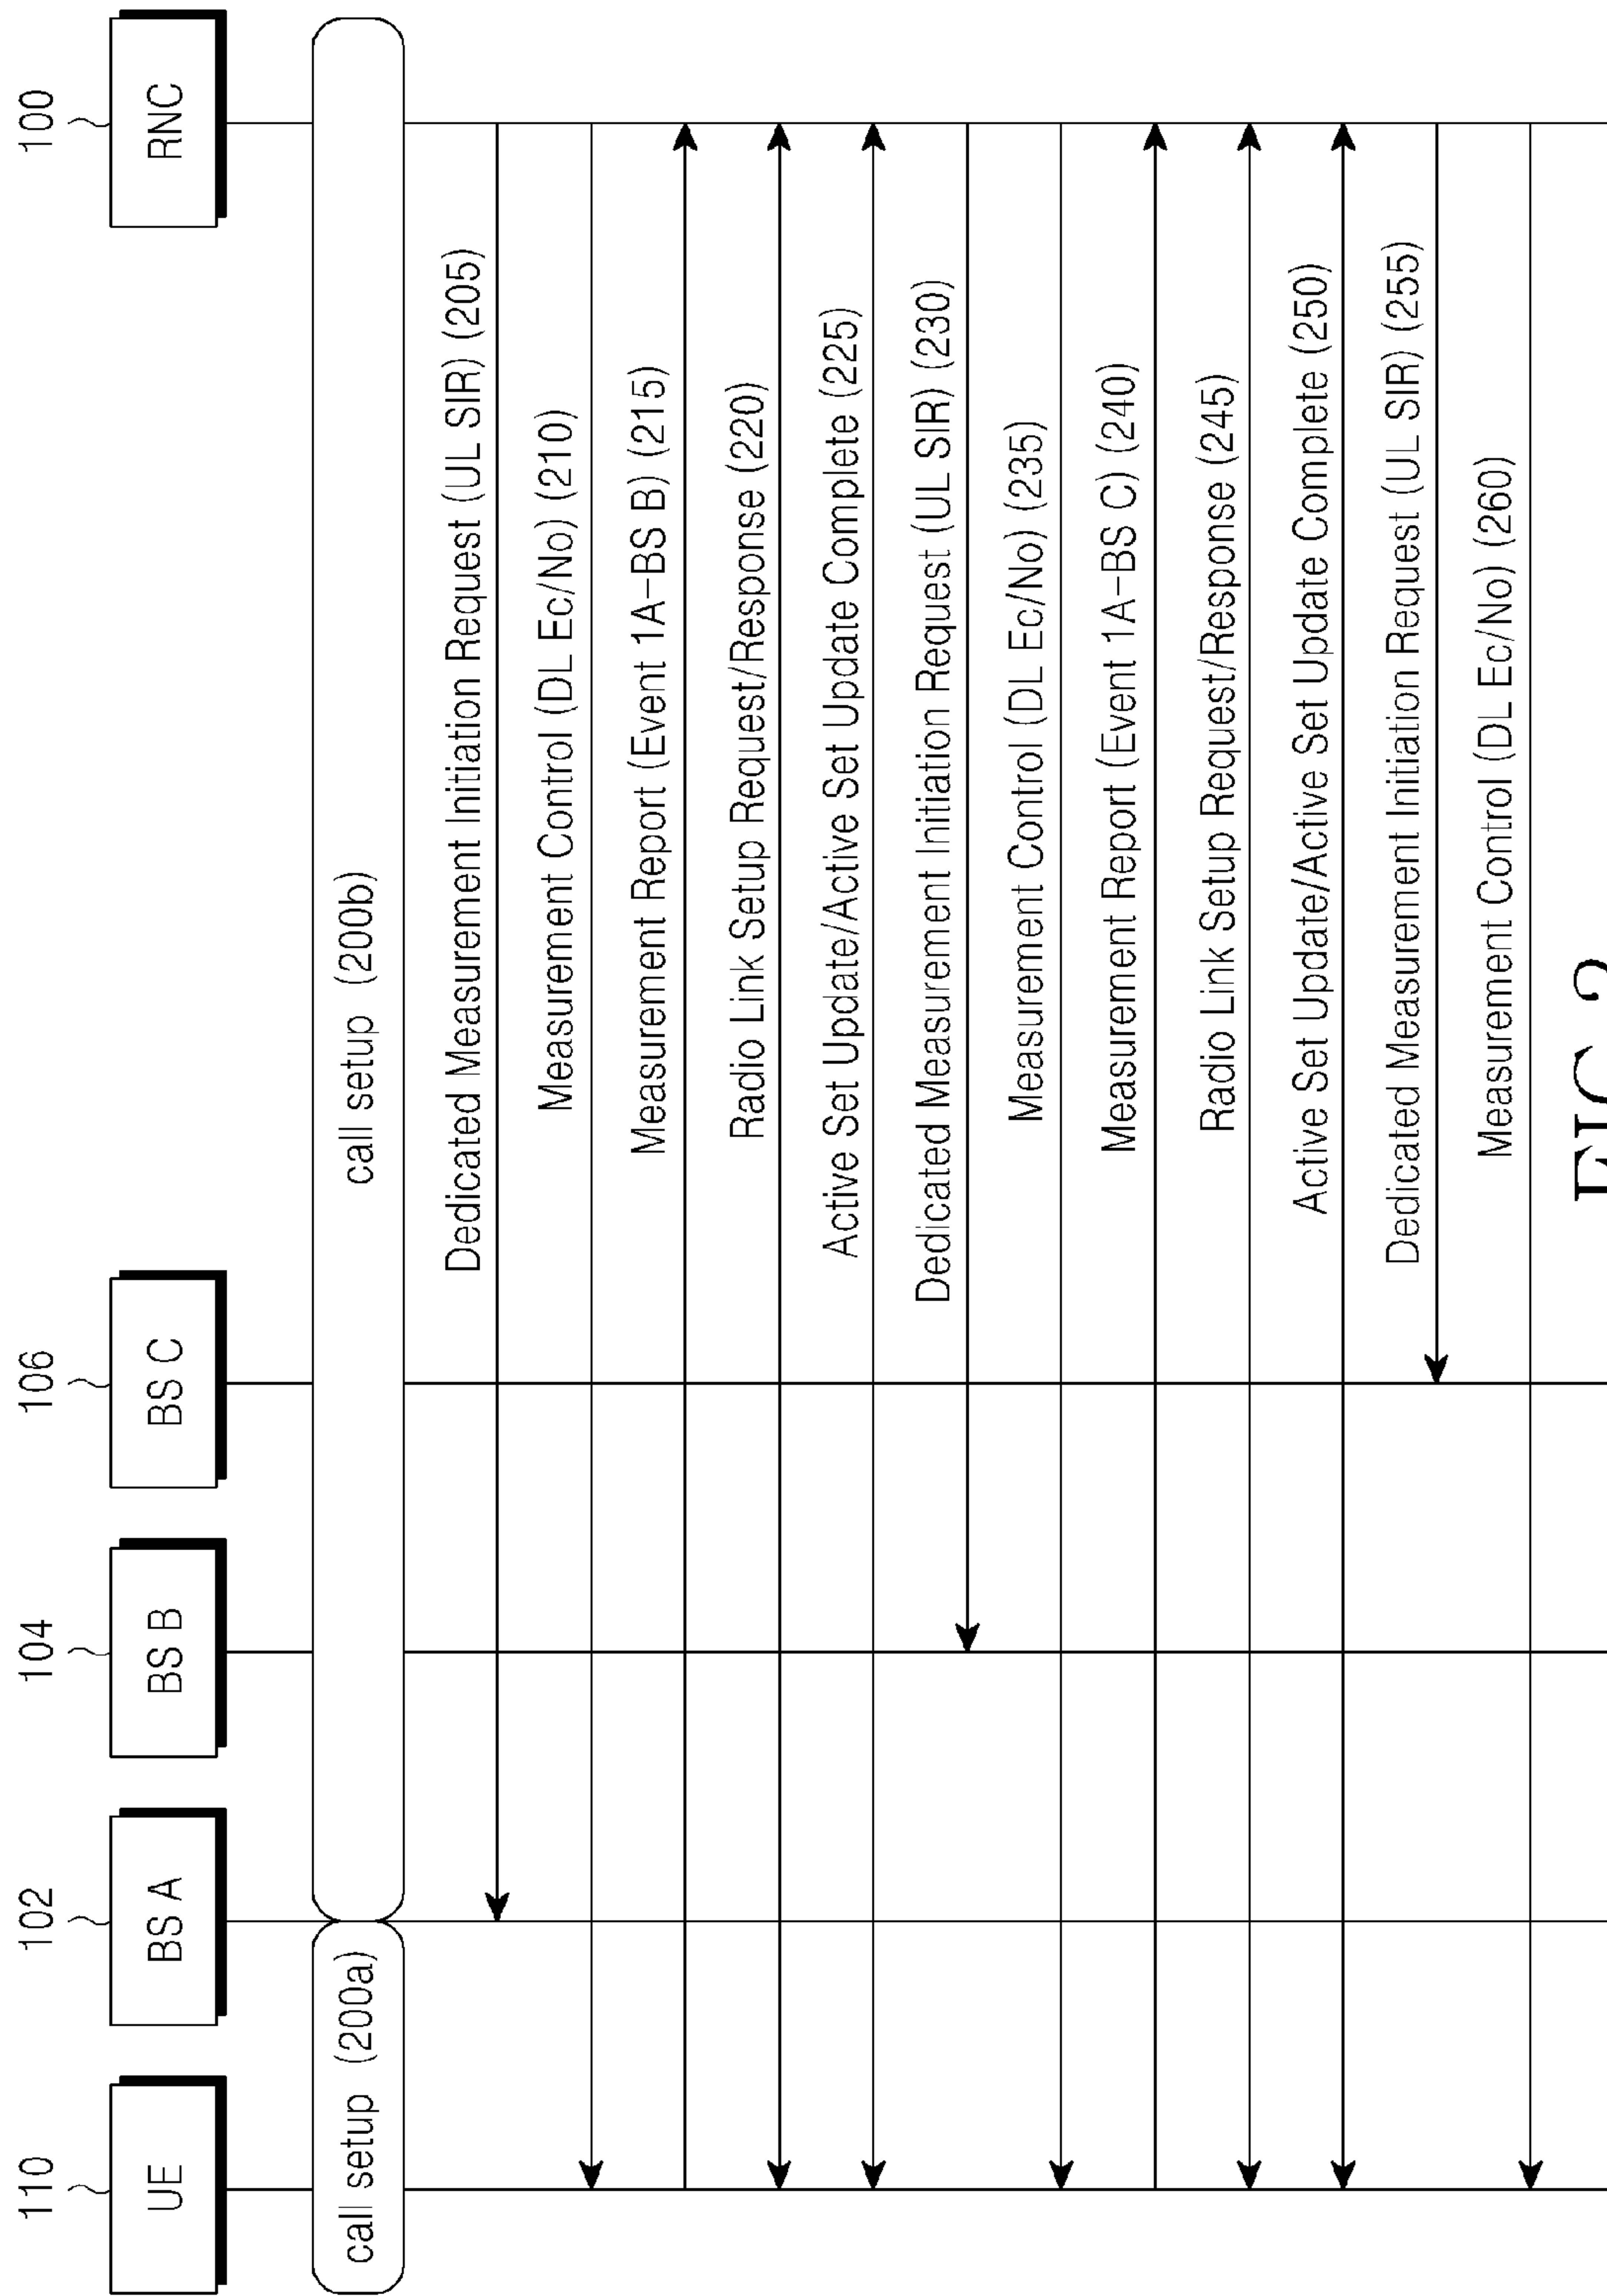 110
102
104
106
100
UE
BS A
BS B
BS C
RNC
call setup (200a)
call setup (200b)
Dedicated Measurement Initiation Request (UL SIR) (205)
Measurement Control (DL Ec/No) (210)
Measurement Report (Event 1A-BS B) (215)
Radio Link Setup Request/Response (220)
Active Set Update/Active Set Update Complete (225)
Dedicated Measurement Initiation Request (UL SIR) (230)
Measurement Control (DL Ec/No) (235)
Measurement Report (Event 1A-BS C) (240)
Radio Link Setup Request/Response (245)
Active Set Update/Active Set Update Complete (250)
Dedicated Measurement Initiation Request (UL SIR) (255)
Measurement Control (DL Ec/No) (260)